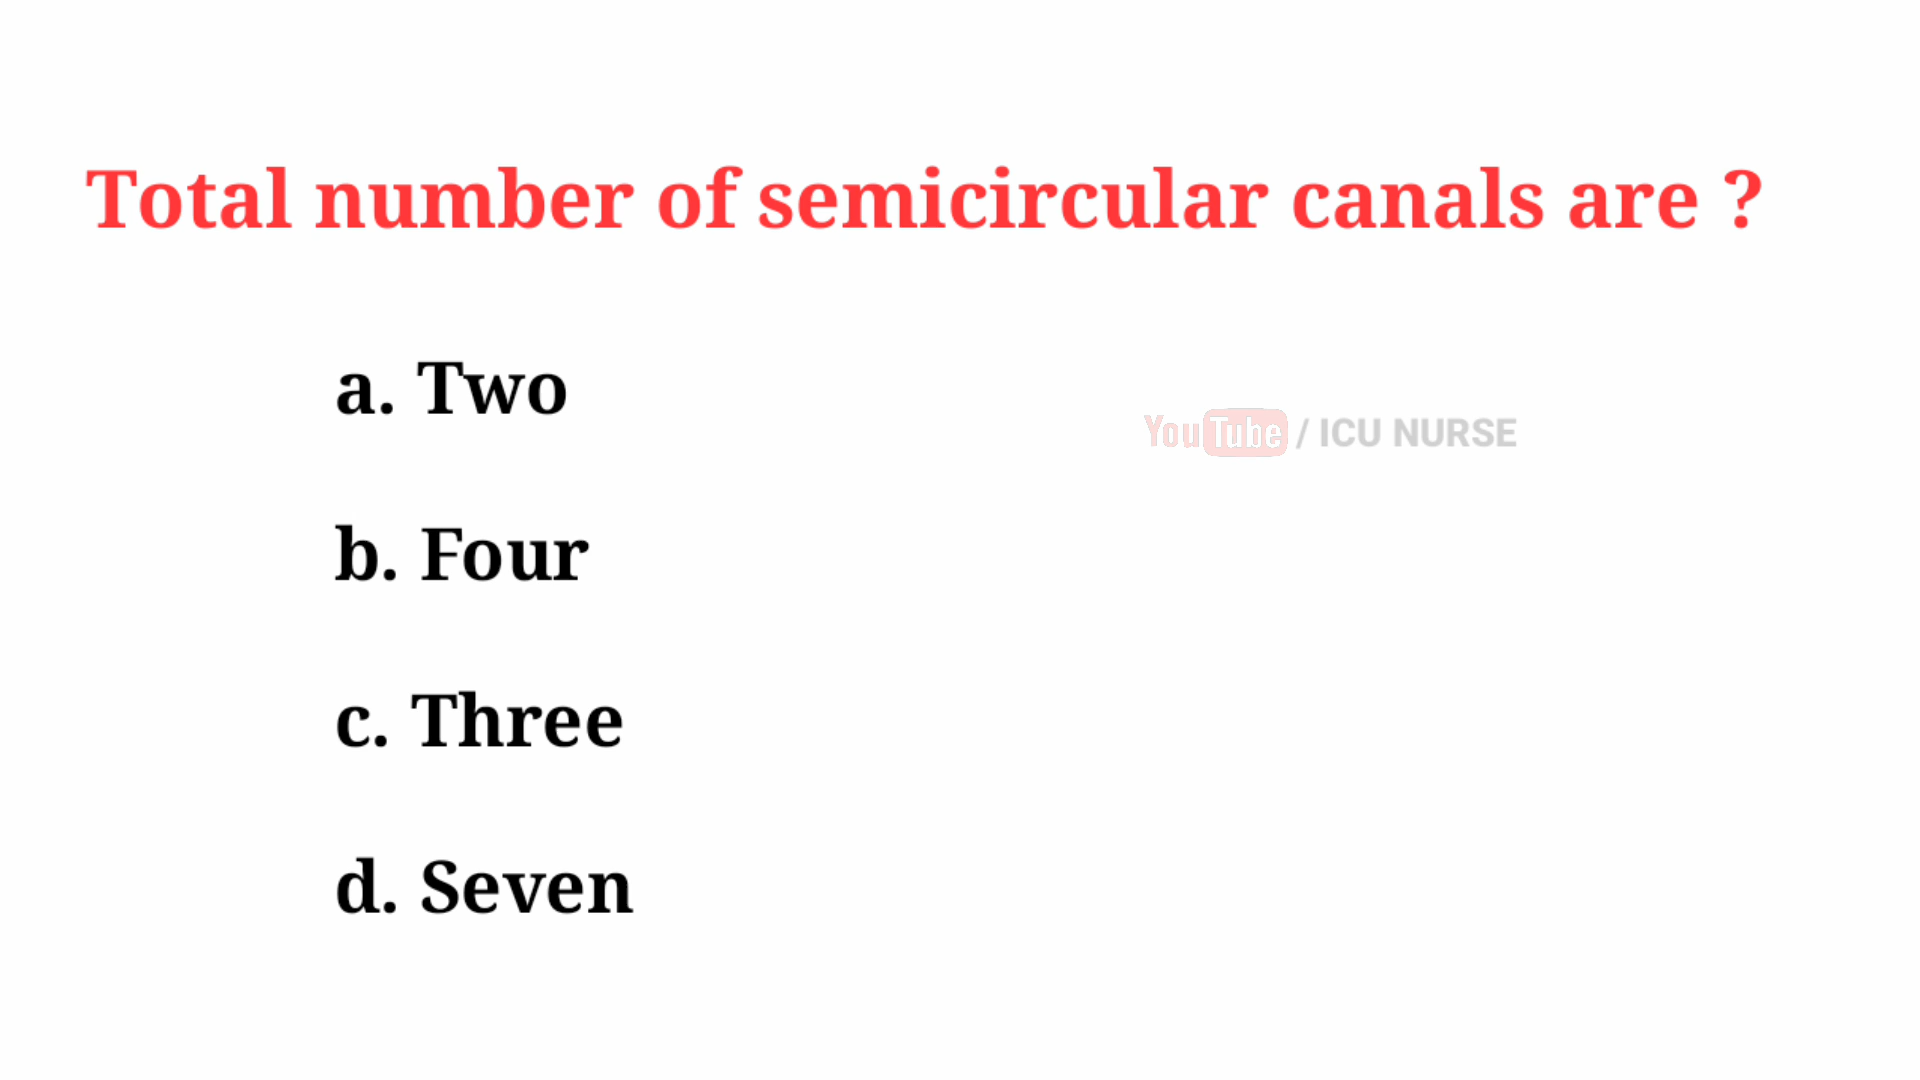 Total number of semicircular canals are ?
a. Two
YouTube / ICU NURSE
b. Four
c. Three
d. Seven